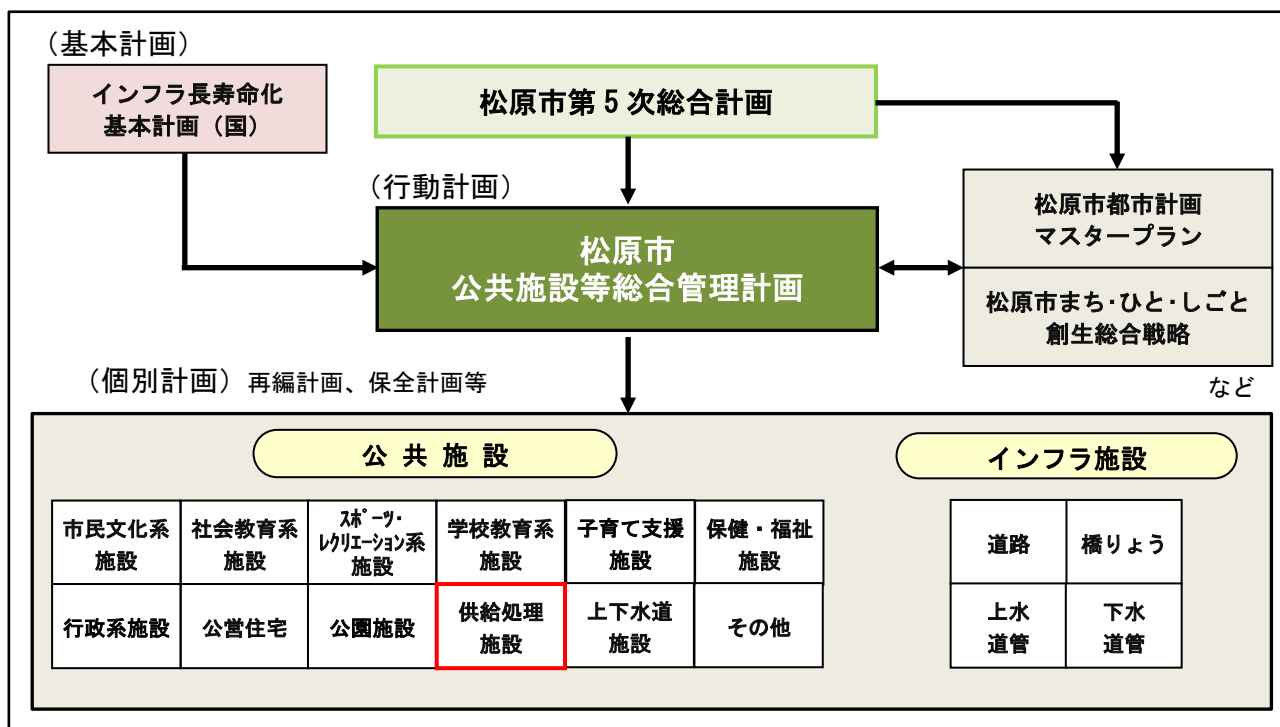 （基本計画）
インフラ長寿命化
基本計画（国）
松原市第５次総合計画
（行動計画）
松原市
公共施設等総合管理計画
松原市都市計画
マスタープラン
松原市まち・ひと・しごと
創生総合戦略
など
（個別計画）再編計画、保全計画等
公 共 施 設
市民文化系
施設
社会教育系
施設
ｽﾎﾟｰﾂ・
ﾚｸﾘｴｰｼｮﾝ系
施設
学校教育系
施設
子育て支援
施設
保健・福祉
施設
行政系施設
公営住宅
公園施設
供給処理
施設
上下水道
施設
その他
インフラ施設
道路
橋りょう
上水
道管
下水
道管